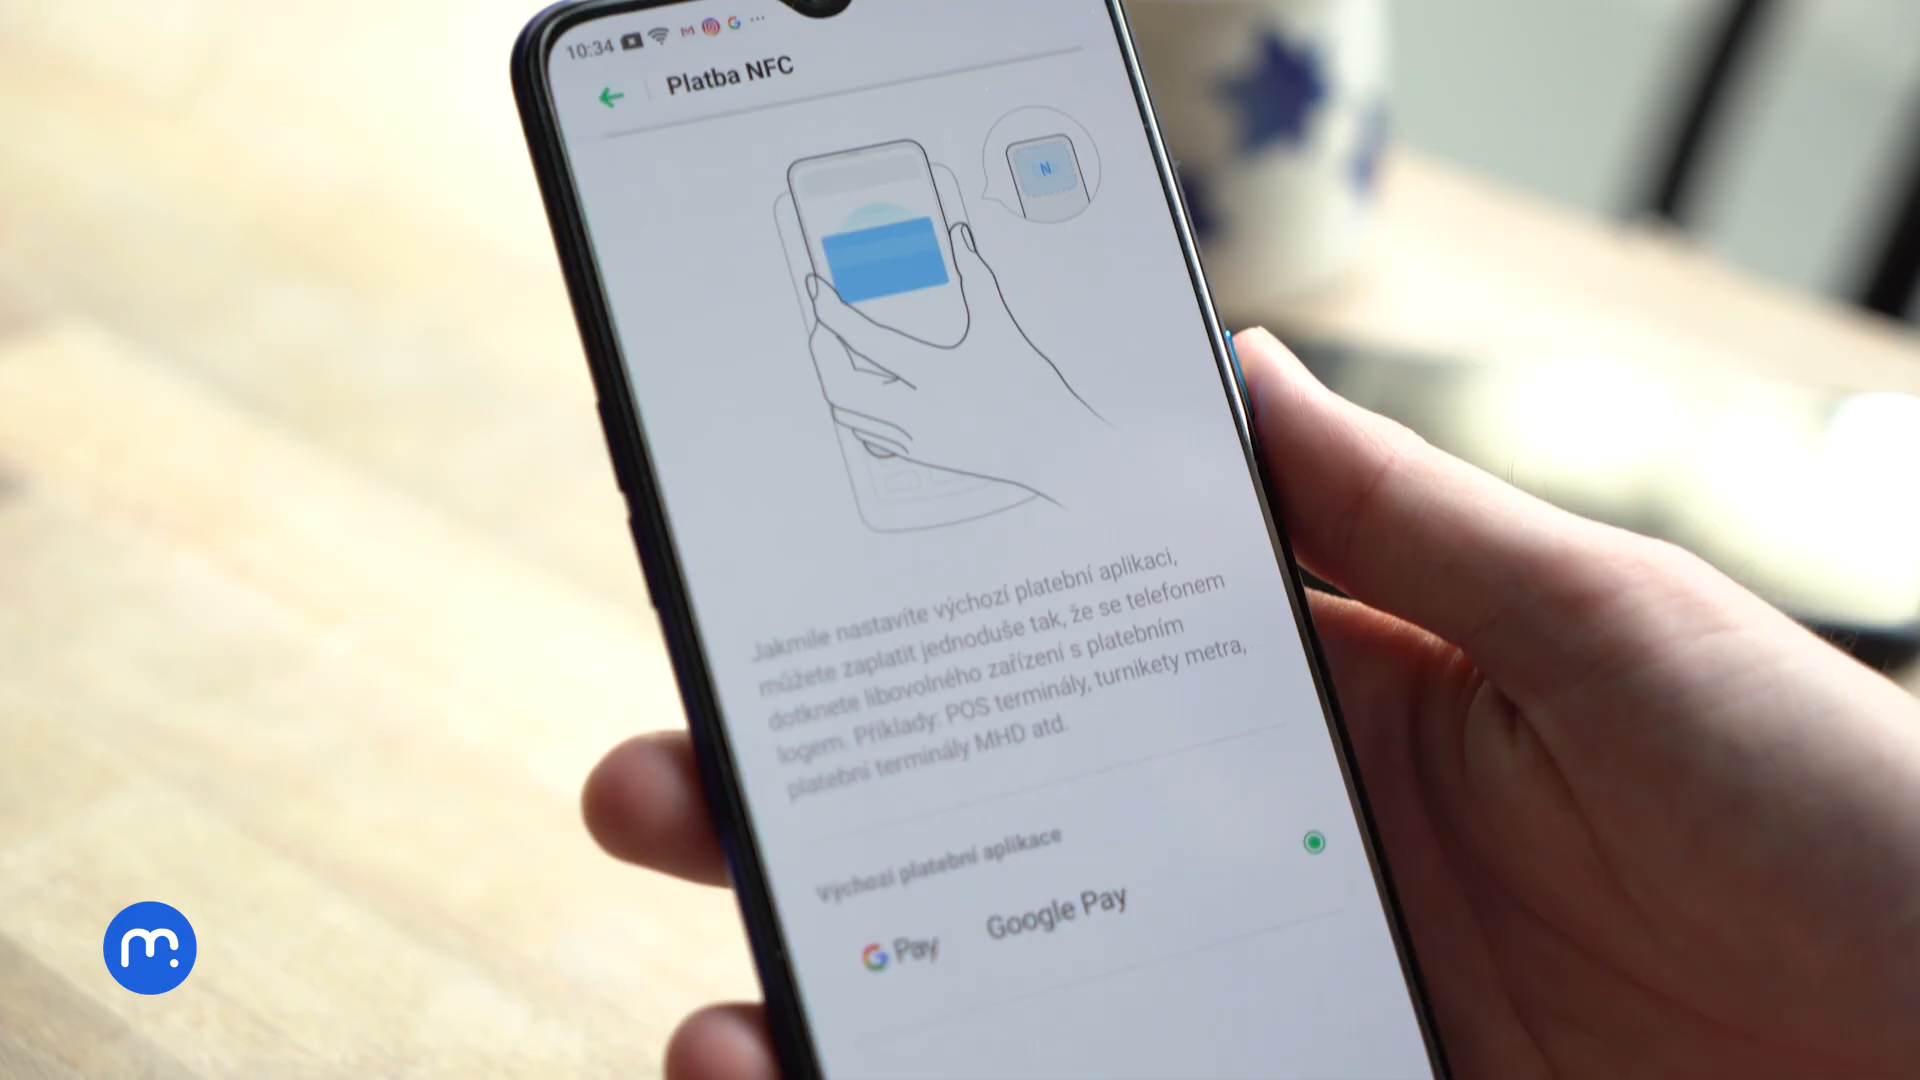 10:34
Platba NFC
N
Jakmile nastavíte výchozí platební aplikaci,
můžete zaplatit jednoduše tak, že se telefonem
dotknete libovolného zařízení s platebním
logem. Příklady: POS terminály, turnikety metra,
platební terminály MHD atd.
Výchozí platební aplikace
G Pay Google Pay
m.